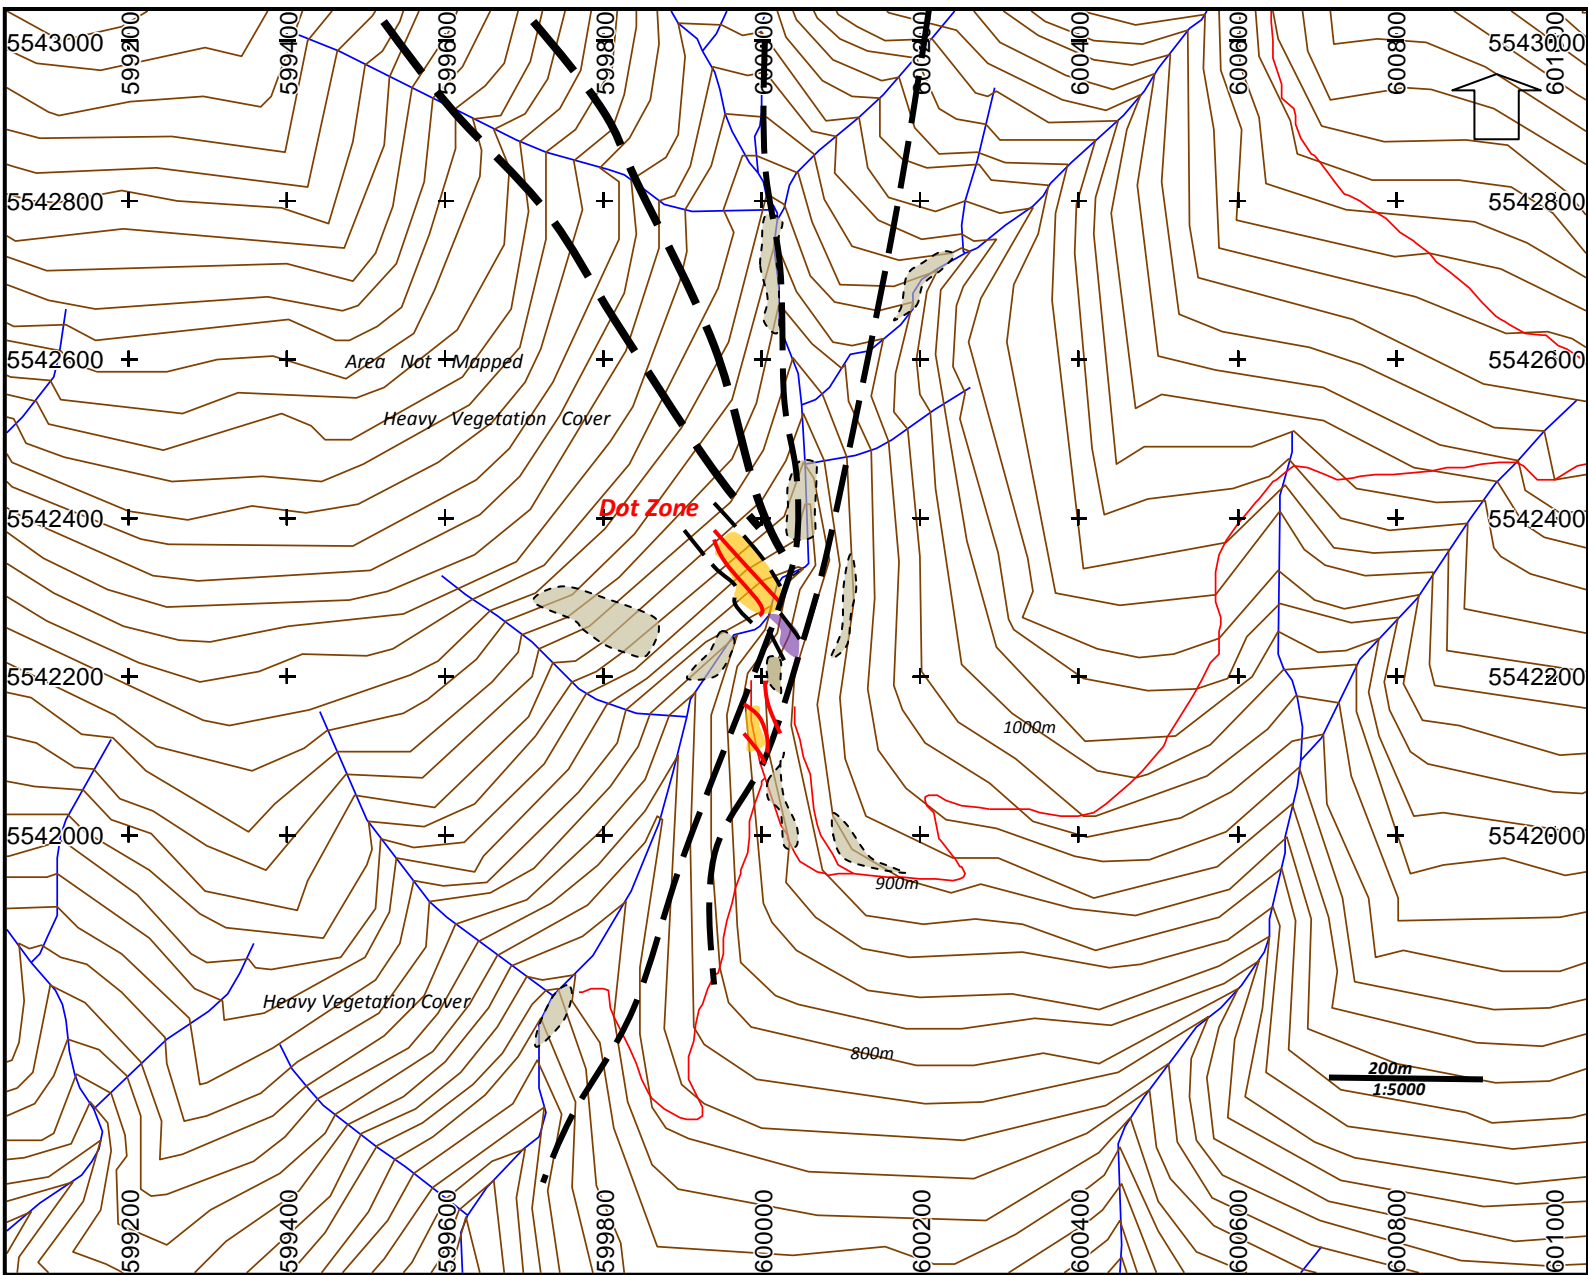 599200 599400 599600 599800 600000 600200 600400 600600 600800 601000
5543000 5543000
5542800 5542800
5542600 Area Not Mapped 5542600
Heavy Vegetation Cover
Dot Zone
5542400 5542400
5542200 5542200
1000m
5542000 5542000
900m
Heavy Vegetation Cover
800m
200m
1:5000
599200 599400 599600 599800 600000 600200 600400 600600 600800 601000